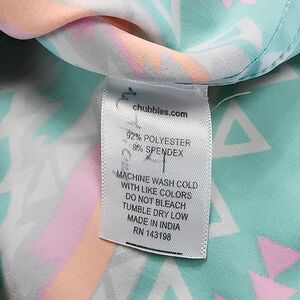 chubbies.com
92% POLYESTER
8% SPENDEX
MACHINE WASH COLD
WITH LIKE COLORS
DO NOT BLEACH
TUMBLE DRY LOW
MADE IN INDIA
RN 143198